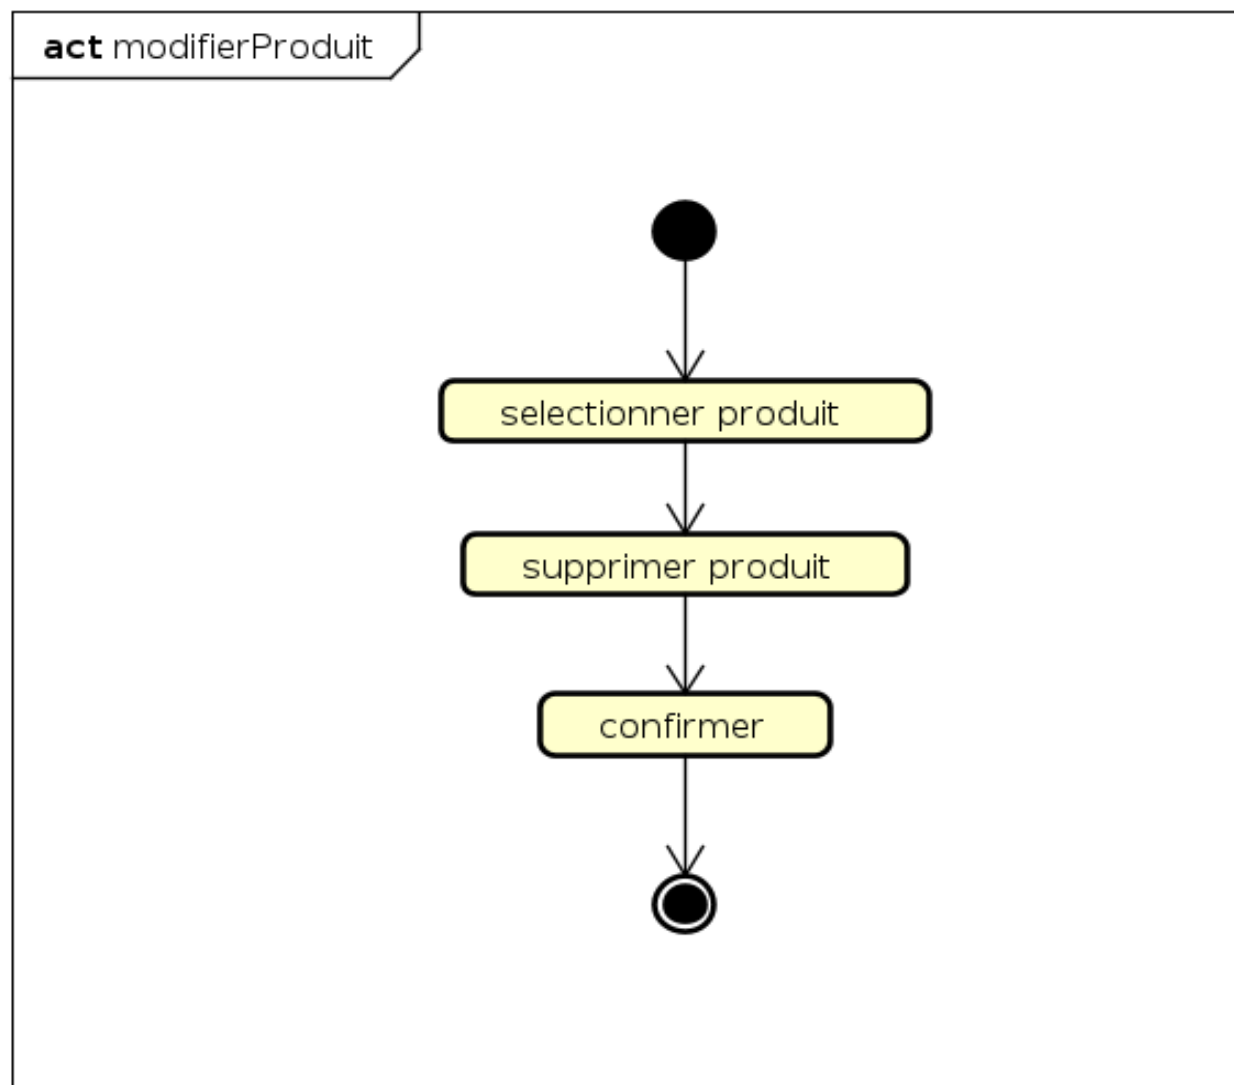 act modifierProduit
selectionner produit
supprimer produit
confirmer